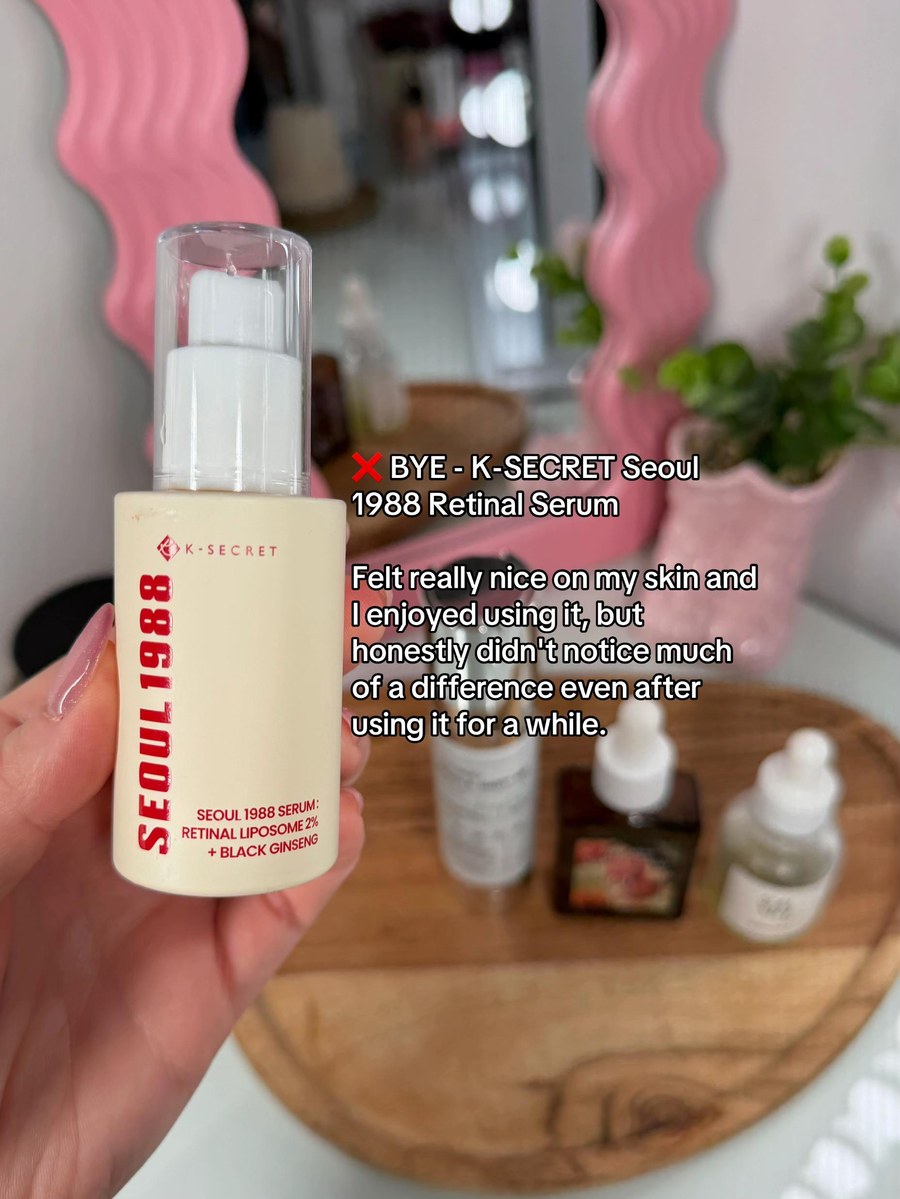 K-SECRET
SEOUL 1988
SEOUL 1988 SERUM :
RETINAL LIPOSOME 2%
+ BLACK GINSENG
❌ BYE - K-SECRET Seoul
1988 Retinal Serum
Felt really nice on my skin and
I enjoyed using it, but
honestly didn't notice much
of a difference even after
using it for a while.